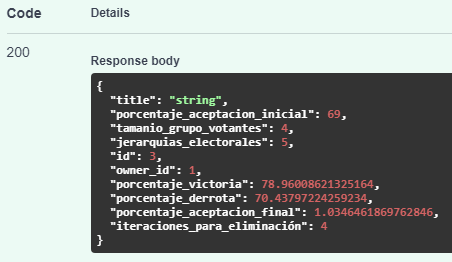 Code Details
200
Response body
{
"title": "string",
"porcentaje_aceptacion_inicial": 69,
"tamanio_grupo_votantes": 4,
"jerarquias_electorales": 5,
"id": 3,
"owner_id": 1,
"porcentaje_victoria": 78.96008621325164,
"porcentaje_derrota": 70.43797224259234,
"porcentaje_aceptacion_final": 1.0346461869762846,
"iteraciones_para_eliminación": 4
}